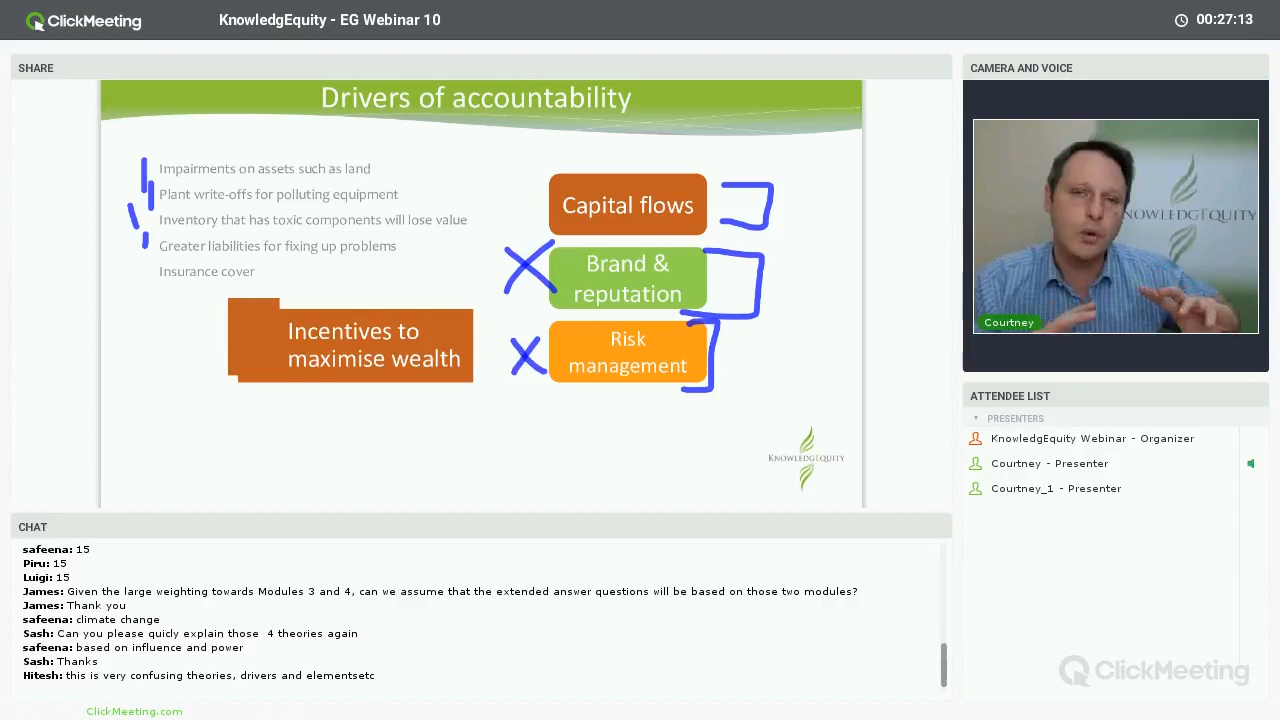 ClickMeeting
KnowledgEquity - EG Webinar 10
00:27:13
SHARE
Drivers of accountability
Impairments on assets such as land
Plant write-offs for polluting equipment
Inventory that has toxic components will lose value
Greater liabilities for fixing up problems
Insurance cover
Incentives to
maximise wealth
Capital flows
Brand &
reputation
Risk
management
KNOWLEDGEQUITY
CAMERA AND VOICE
KNOWLEDGEQUITY
Courtney
ATTENDEE LIST
PRESENTERS
KnowledgEquity Webinar - Organizer
Courtney - Presenter
Courtney_1 - Presenter
CHAT
safeena: 15
Piru: 15
Luigi: 15
James: Given the large weighting towards Modules 3 and 4, can we assume that the extended answer questions will be based on those two modules?
James: Thank you
safeena: climate change
Sash: Can you please quicly explain those  4 theories again
safeena: based on influence and power
Sash: Thanks
Hitesh: this is very confusing theories, drivers and elementsetc
ClickMeeting
ClickMeeting.com